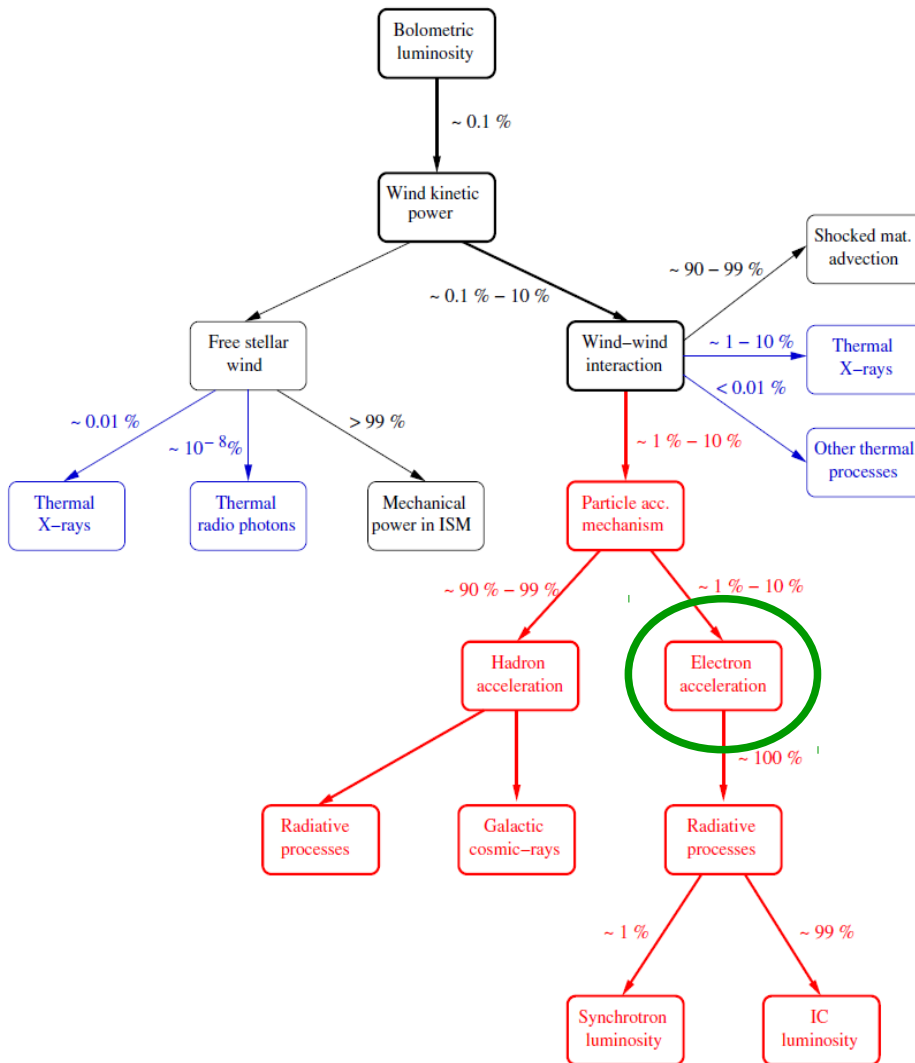 Bolometric
luminosity
~ 0.1 %
Wind kinetic
power
~ 0.1 % − 10 %
Free stellar
wind
Wind−wind
interaction
~ 90 − 99 %
Shocked mat.
advection
~ 1 − 10 %
Thermal
X−rays
< 0.01 %
Other thermal
processes
~ 0.01 %
~ 10⁻⁸%
> 99 %
Thermal
X−rays
Thermal
radio photons
Mechanical
power in ISM
~ 1 % − 10 %
Particle acc.
mechanism
~ 90 % − 99 %
~ 1 % − 10 %
Hadron
acceleration
Electron
acceleration
~ 100 %
Radiative
processes
Galactic
cosmic−rays
Radiative
processes
~ 1 %
~ 99 %
Synchrotron
luminosity
IC
luminosity